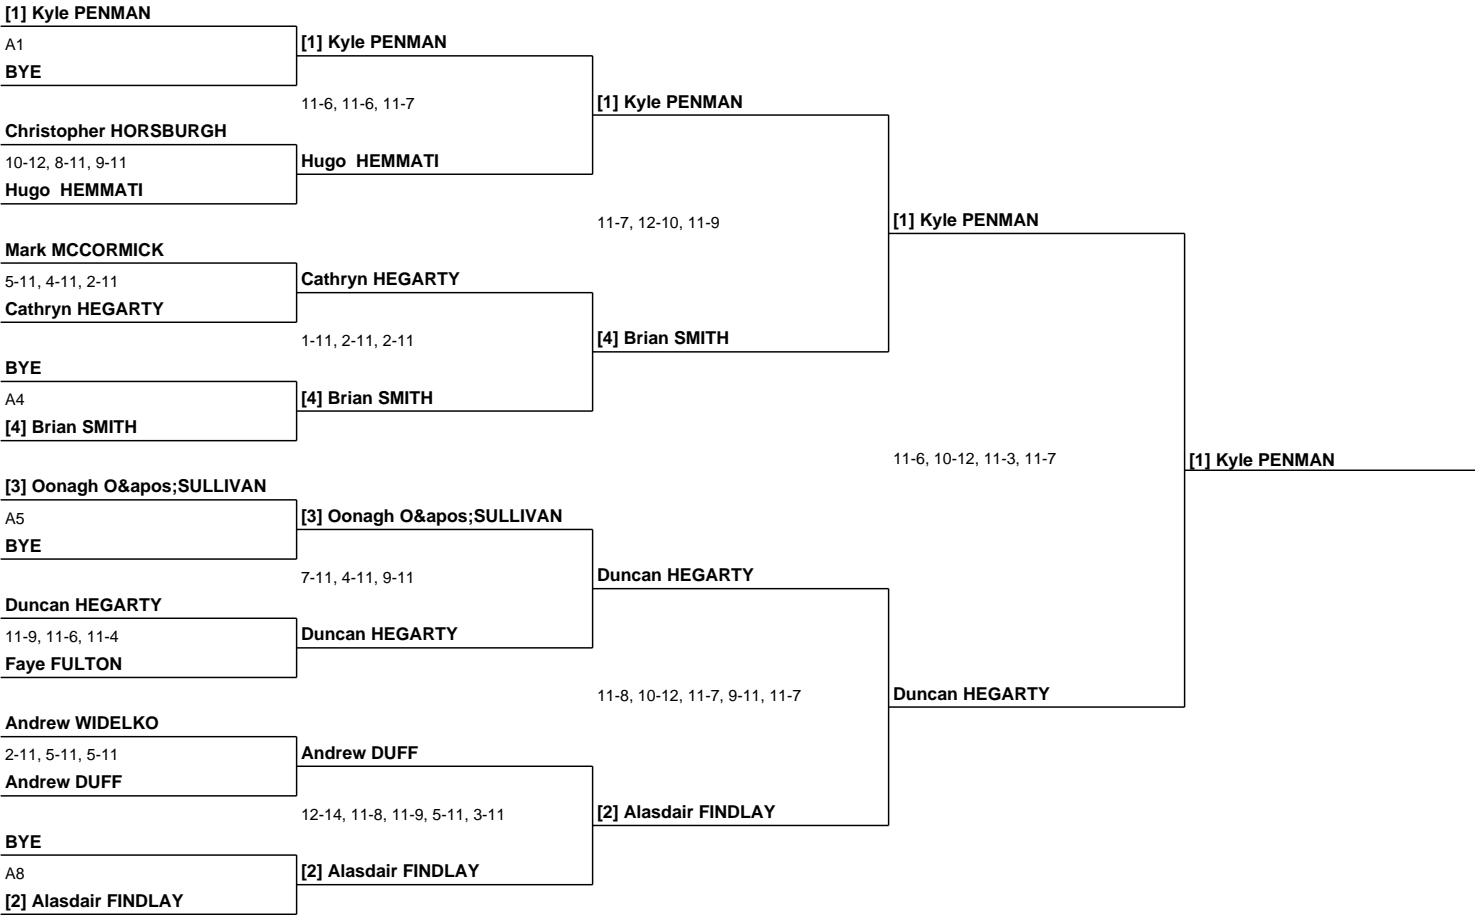 [1] Kyle PENMAN
A1
BYE
[1] Kyle PENMAN
11-6, 11-6, 11-7
Christopher HORSBURGH
10-12, 8-11, 9-11
Hugo  HEMMATI
Hugo  HEMMATI
[1] Kyle PENMAN
11-7, 12-10, 11-9
Mark MCCORMICK
5-11, 4-11, 2-11
Cathryn HEGARTY
Cathryn HEGARTY
1-11, 2-11, 2-11
BYE
A4
[4] Brian SMITH
[4] Brian SMITH
[4] Brian SMITH
[1] Kyle PENMAN
11-6, 10-12, 11-3, 11-7
[1] Kyle PENMAN
[3] Oonagh O&apos;SULLIVAN
A5
BYE
[3] Oonagh O&apos;SULLIVAN
7-11, 4-11, 9-11
Duncan HEGARTY
11-9, 11-6, 11-4
Faye FULTON
Duncan HEGARTY
Duncan HEGARTY
11-8, 10-12, 11-7, 9-11, 11-7
Duncan HEGARTY
Andrew WIDELKO
2-11, 5-11, 5-11
Andrew DUFF
Andrew DUFF
12-14, 11-8, 11-9, 5-11, 3-11
BYE
A8
[2] Alasdair FINDLAY
[2] Alasdair FINDLAY
[2] Alasdair FINDLAY